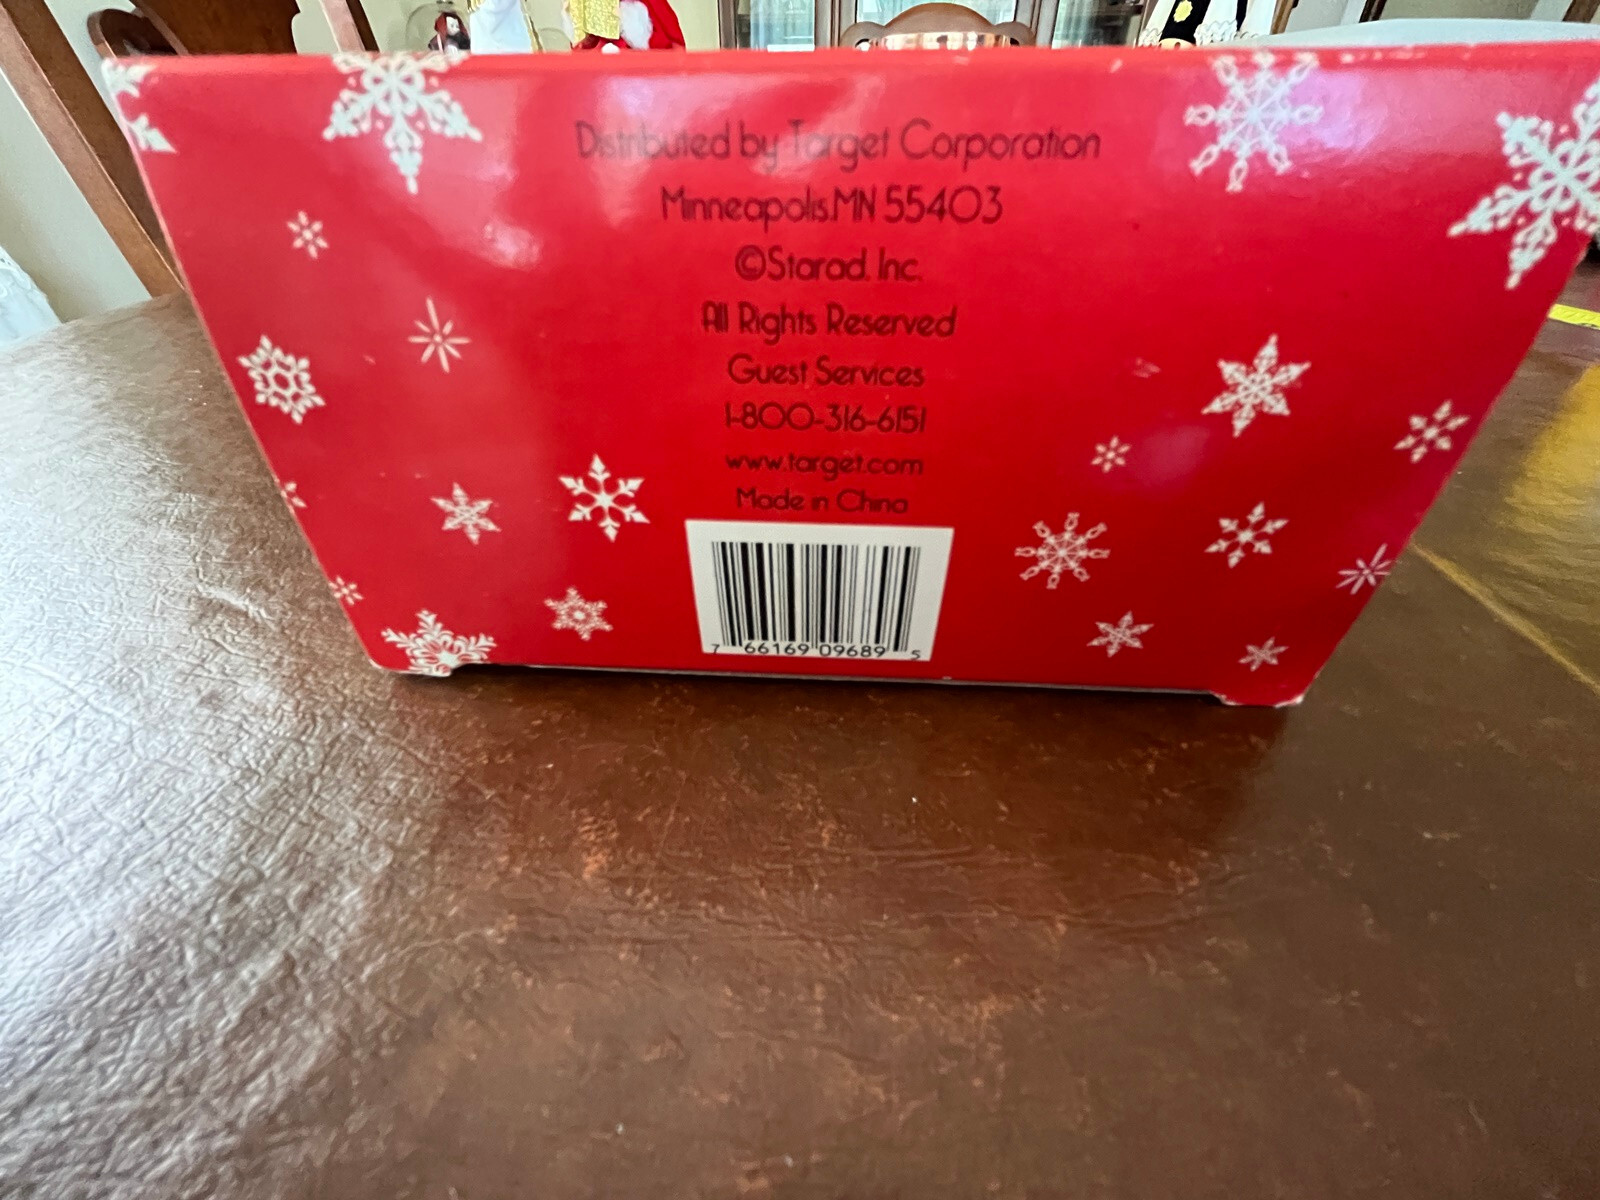 Distributed by Target Corporation
Minneapolis,MN 55403
©Starad. Inc.
All Rights Reserved
Guest Services
1-800-316-6151
www.target.com
Made in China
7 66169 09689 5